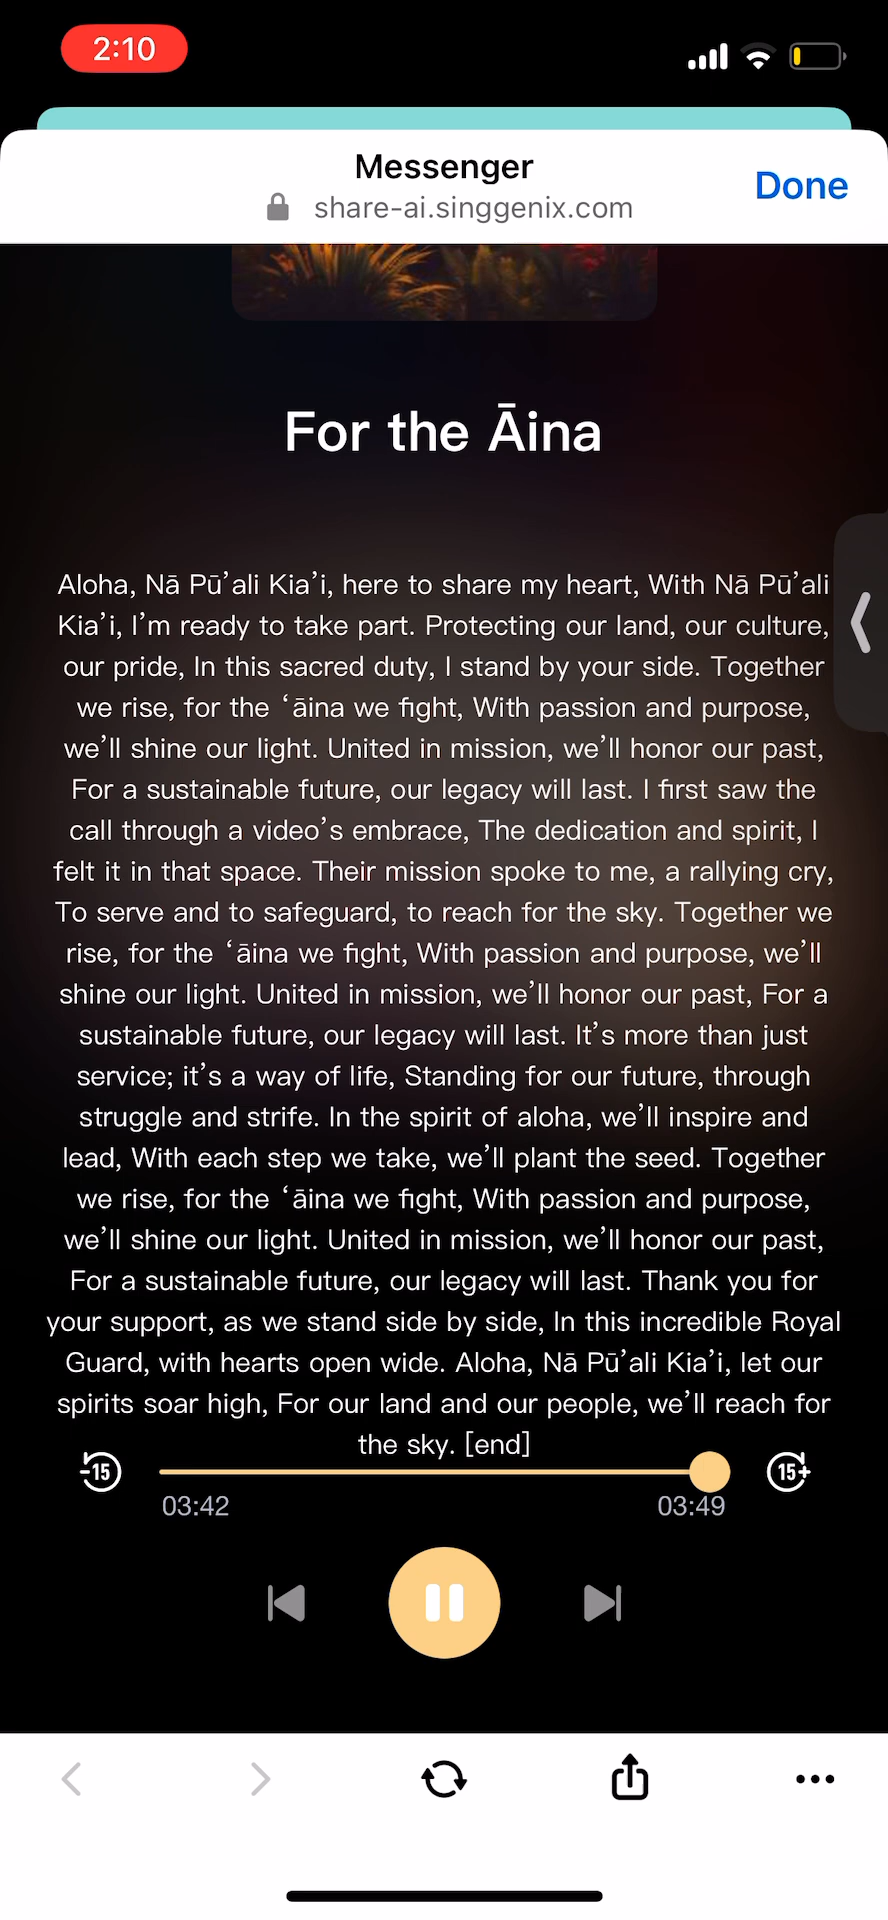 2:10
Messenger
Done
share-ai.singgenix.com
For the Āina
Aloha, Nā Pū’ali Kia’i, here to share my heart, With Nā Pū’ali
Kia’i, I’m ready to take part. Protecting our land, our culture,
our pride, In this sacred duty, I stand by your side. Together
we rise, for the ‘āina we fight, With passion and purpose,
we’ll shine our light. United in mission, we’ll honor our past,
For a sustainable future, our legacy will last. I first saw the
call through a video’s embrace, The dedication and spirit, I
felt it in that space. Their mission spoke to me, a rallying cry,
To serve and to safeguard, to reach for the sky. Together we
rise, for the ‘āina we fight, With passion and purpose, we’ll
shine our light. United in mission, we’ll honor our past, For a
sustainable future, our legacy will last. It’s more than just
service; it’s a way of life, Standing for our future, through
struggle and strife. In the spirit of aloha, we’ll inspire and
lead, With each step we take, we’ll plant the seed. Together
we rise, for the ‘āina we fight, With passion and purpose,
we’ll shine our light. United in mission, we’ll honor our past,
For a sustainable future, our legacy will last. Thank you for
your support, as we stand side by side, In this incredible Royal
Guard, with hearts open wide. Aloha, Nā Pū’ali Kia’i, let our
spirits soar high, For our land and our people, we’ll reach for
the sky. [end]
-15
15+
03:42
03:49